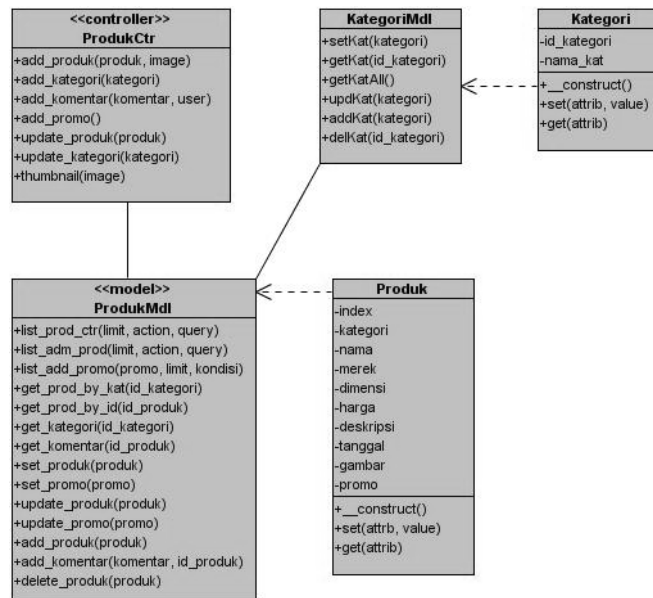 <<controller>>
ProdukCtr
+add_produk(produk, image)
+add_kategori(kategori)
+add_komentar(komentar, user)
+add_promo()
+update_produk(produk)
+update_kategori(kategori)
+thumbnail(image)
KategoriMdl
+setKat(kategori)
+getKat(id_kategori)
+getKatAll()
+updKat(kategori)
+addKat(kategori)
+delKat(id_kategori)
Kategori
-id_kategori
-nama_kat
+__construct()
+set(attrib, value)
+get(attrib)
<<model>>
ProdukMdl
+list_prod_ctr(limit, action, query)
+list_adm_prod(limit, action, query)
+list_add_promo(promo, limit, kondisi)
+get_prod_by_kat(id_kategori)
+get_prod_by_id(id_produk)
+get_kategori(id_kategori)
+get_komentar(id_produk)
+set_produk(produk)
+set_promo(promo)
+update_produk(produk)
+update_promo(promo)
+add_produk(produk)
+add_komentar(komentar, id_produk)
+delete_produk(produk)
Produk
-index
-kategori
-nama
-merek
-dimensi
-harga
-deskripsi
-tanggal
-gambar
-promo
+__construct()
+set(attrb, value)
+get(attrib)